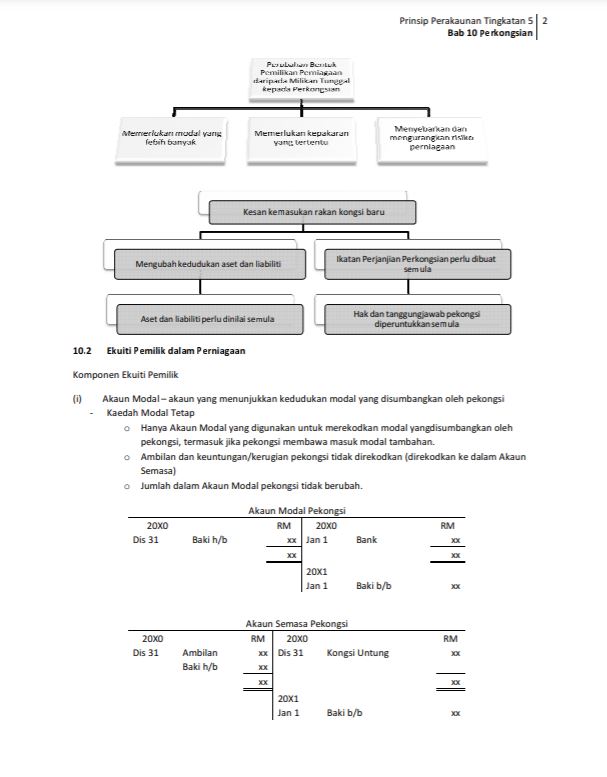 Prinsip Perakaunan Tingkatan 5 2
Bab 10 Perkongsian
Perubahan Bentuk
Pemilikan Perniagaan
daripada Milikan Tunggal
kepada Perkongsian
Memerlukan modal yang
lebih banyak
Memerlukan kepakaran
yang tertentu
Menyebarkan dan
mengurangkan risiko
perniagaan
Kesan kemasukan rakan kongsi baru
Mengubah kedudukan aset dan liabiliti
Ikatan Perjanjian Perkongsian perlu dibuat
semula
Aset dan liabiliti perlu dinilai semula
Hak dan tanggungjawab pekongsi
diperuntukkan semula
10.2 Ekuiti Pemilik dalam Perniagaan
Komponen Ekuiti Pemilik
(i) Akaun Modal – akaun yang menunjukkan kedudukan modal yang disumbangkan oleh pekongsi
- Kaedah Modal Tetap
o Hanya Akaun Modal yang digunakan untuk merekodkan modal yangdisumbangkan oleh
pekongsi, termasuk jika pekongsi membawa masuk modal tambahan.
o Ambilan dan keuntungan/kerugian pekongsi tidak direkodkan (direkodkan ke dalam Akaun
Semasa)
o Jumlah dalam Akaun Modal pekongsi tidak berubah.
Akaun Modal Pekongsi
20X0 RM 20X0 RM
Dis 31 Baki h/b xx Jan 1 Bank xx
xx xx
20X1
Jan 1 Baki b/b xx
Akaun Semasa Pekongsi
20X0 RM 20X0 RM
Dis 31 Ambilan xx Dis 31 Kongsi Untung xx
Baki h/b xx
xx xx
20X1
Jan 1 Baki b/b xx